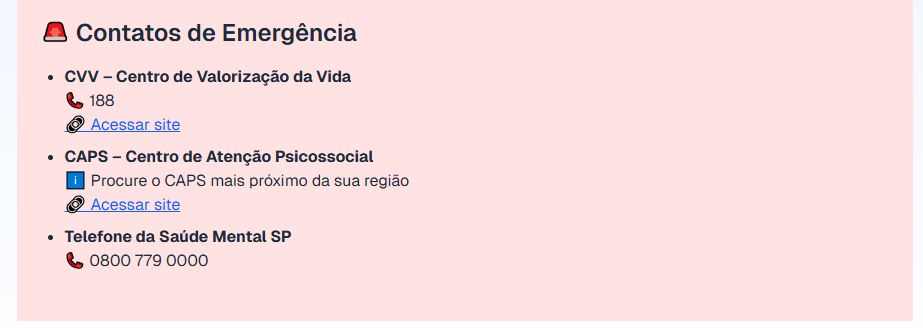 🚨 Contatos de Emergência
• CVV – Centro de Valorização da Vida
📞 188
🔗 Acessar site
• CAPS – Centro de Atenção Psicossocial
ℹ️ Procure o CAPS mais próximo da sua região
🔗 Acessar site
• Telefone da Saúde Mental SP
📞 0800 779 0000